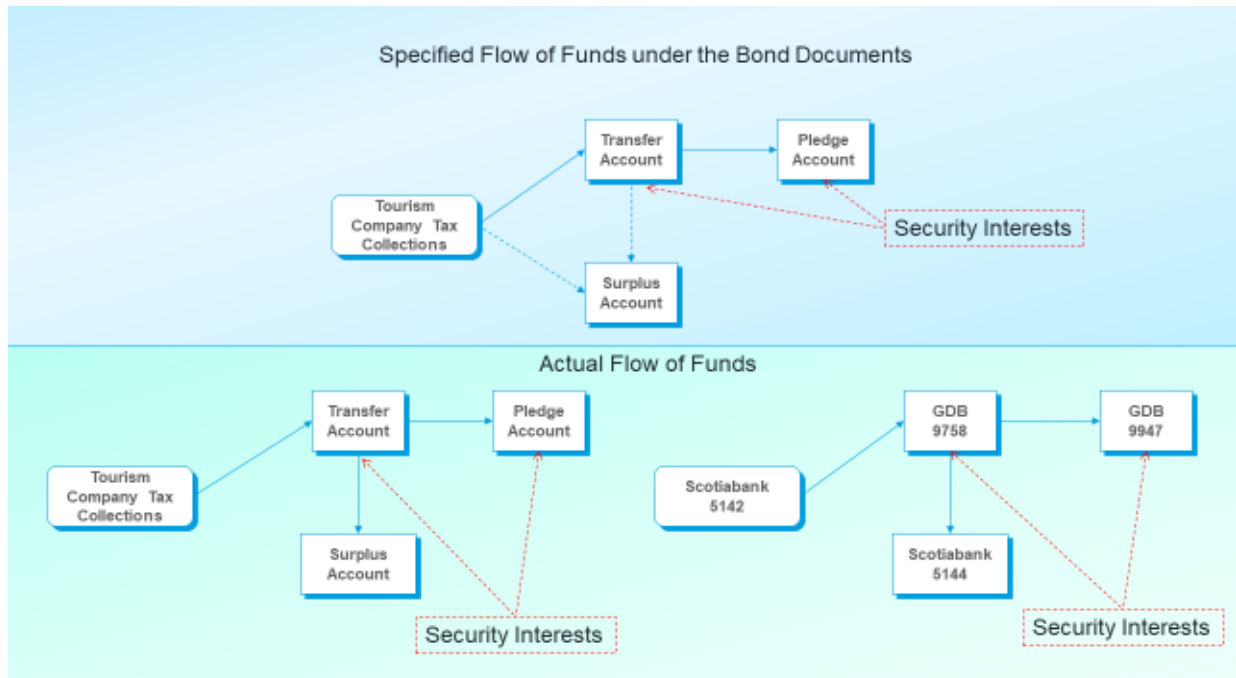 Specified Flow of Funds under the Bond Documents
Transfer
Account
Pledge
Account
Tourism
Company Tax
Collections
Security Interests
Surplus
Account
Actual Flow of Funds
Transfer
Account
Pledge
Account
Tourism
Company Tax
Collections
Surplus
Account
Security Interests
GDB
9758
GDB
9947
Scotiabank
5142
Scotiabank
5144
Security Interests